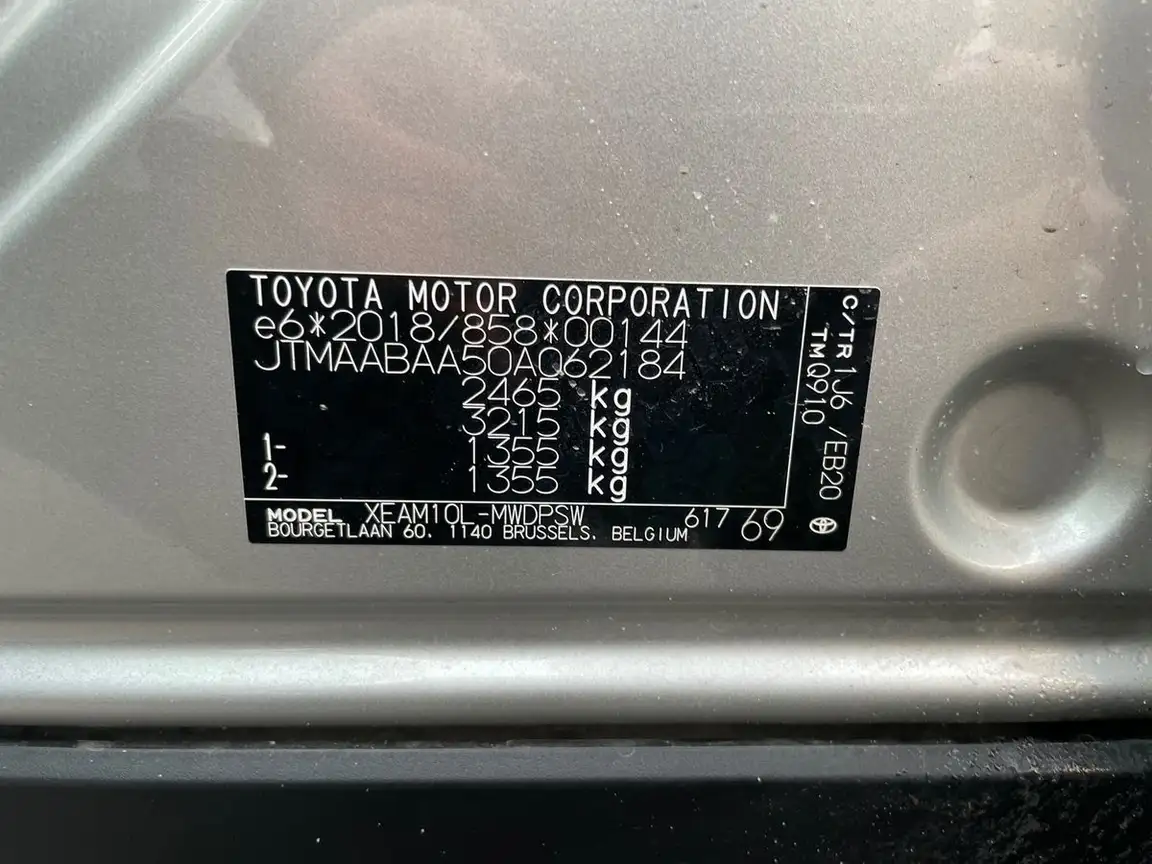 TOYOTA MOTOR CORPORATION
e6*2018/858*00144
JTMAABAA50A062184
2465 kg
3215 kg
1- 1355 kg
2- 1355 kg
MODEL XEAM10L-MWDPSW 617 69
BOURGETLAAN 60. 1140 BRUSSELS. BELGIUM
C/TR 1J6 /EB20
TMQ910